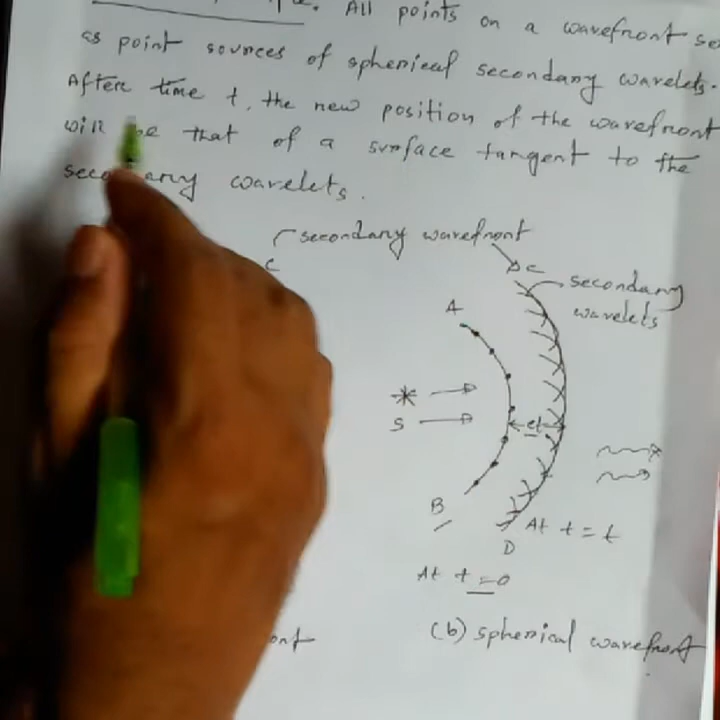 All points on a wavefront se
as point sources of spherical secondary wavelets.
After time t, the new position of the wavefront
will be that of a surface tangent to the
secondary wavelets.
secondary wavefront
C
C
secondary
wavelets
A
S
ct
B
D
At t = t
At t = 0
ont
(b) spherical wavefront